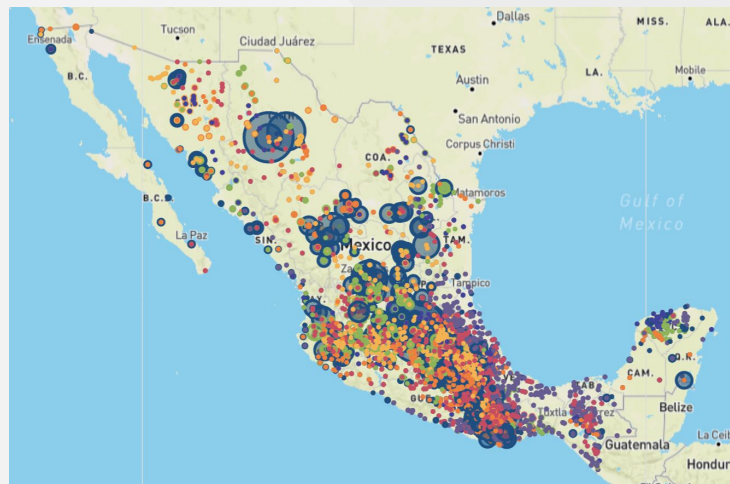 Dallas
MISS.
ALA.
Tucson
Ensenada
Ciudad Juárez
TEXAS
B.C.
LA.
Mobile
Austin
San Antonio
COA.
Corpus Christi
B.C.S.
Matamoros
Gulf of
Mexico
La Paz
SIN.
Mexico
TAM.
Tampico
CAM.
Q.R.
TAB.
Belize
Guatemala
La Ceib
Hondur